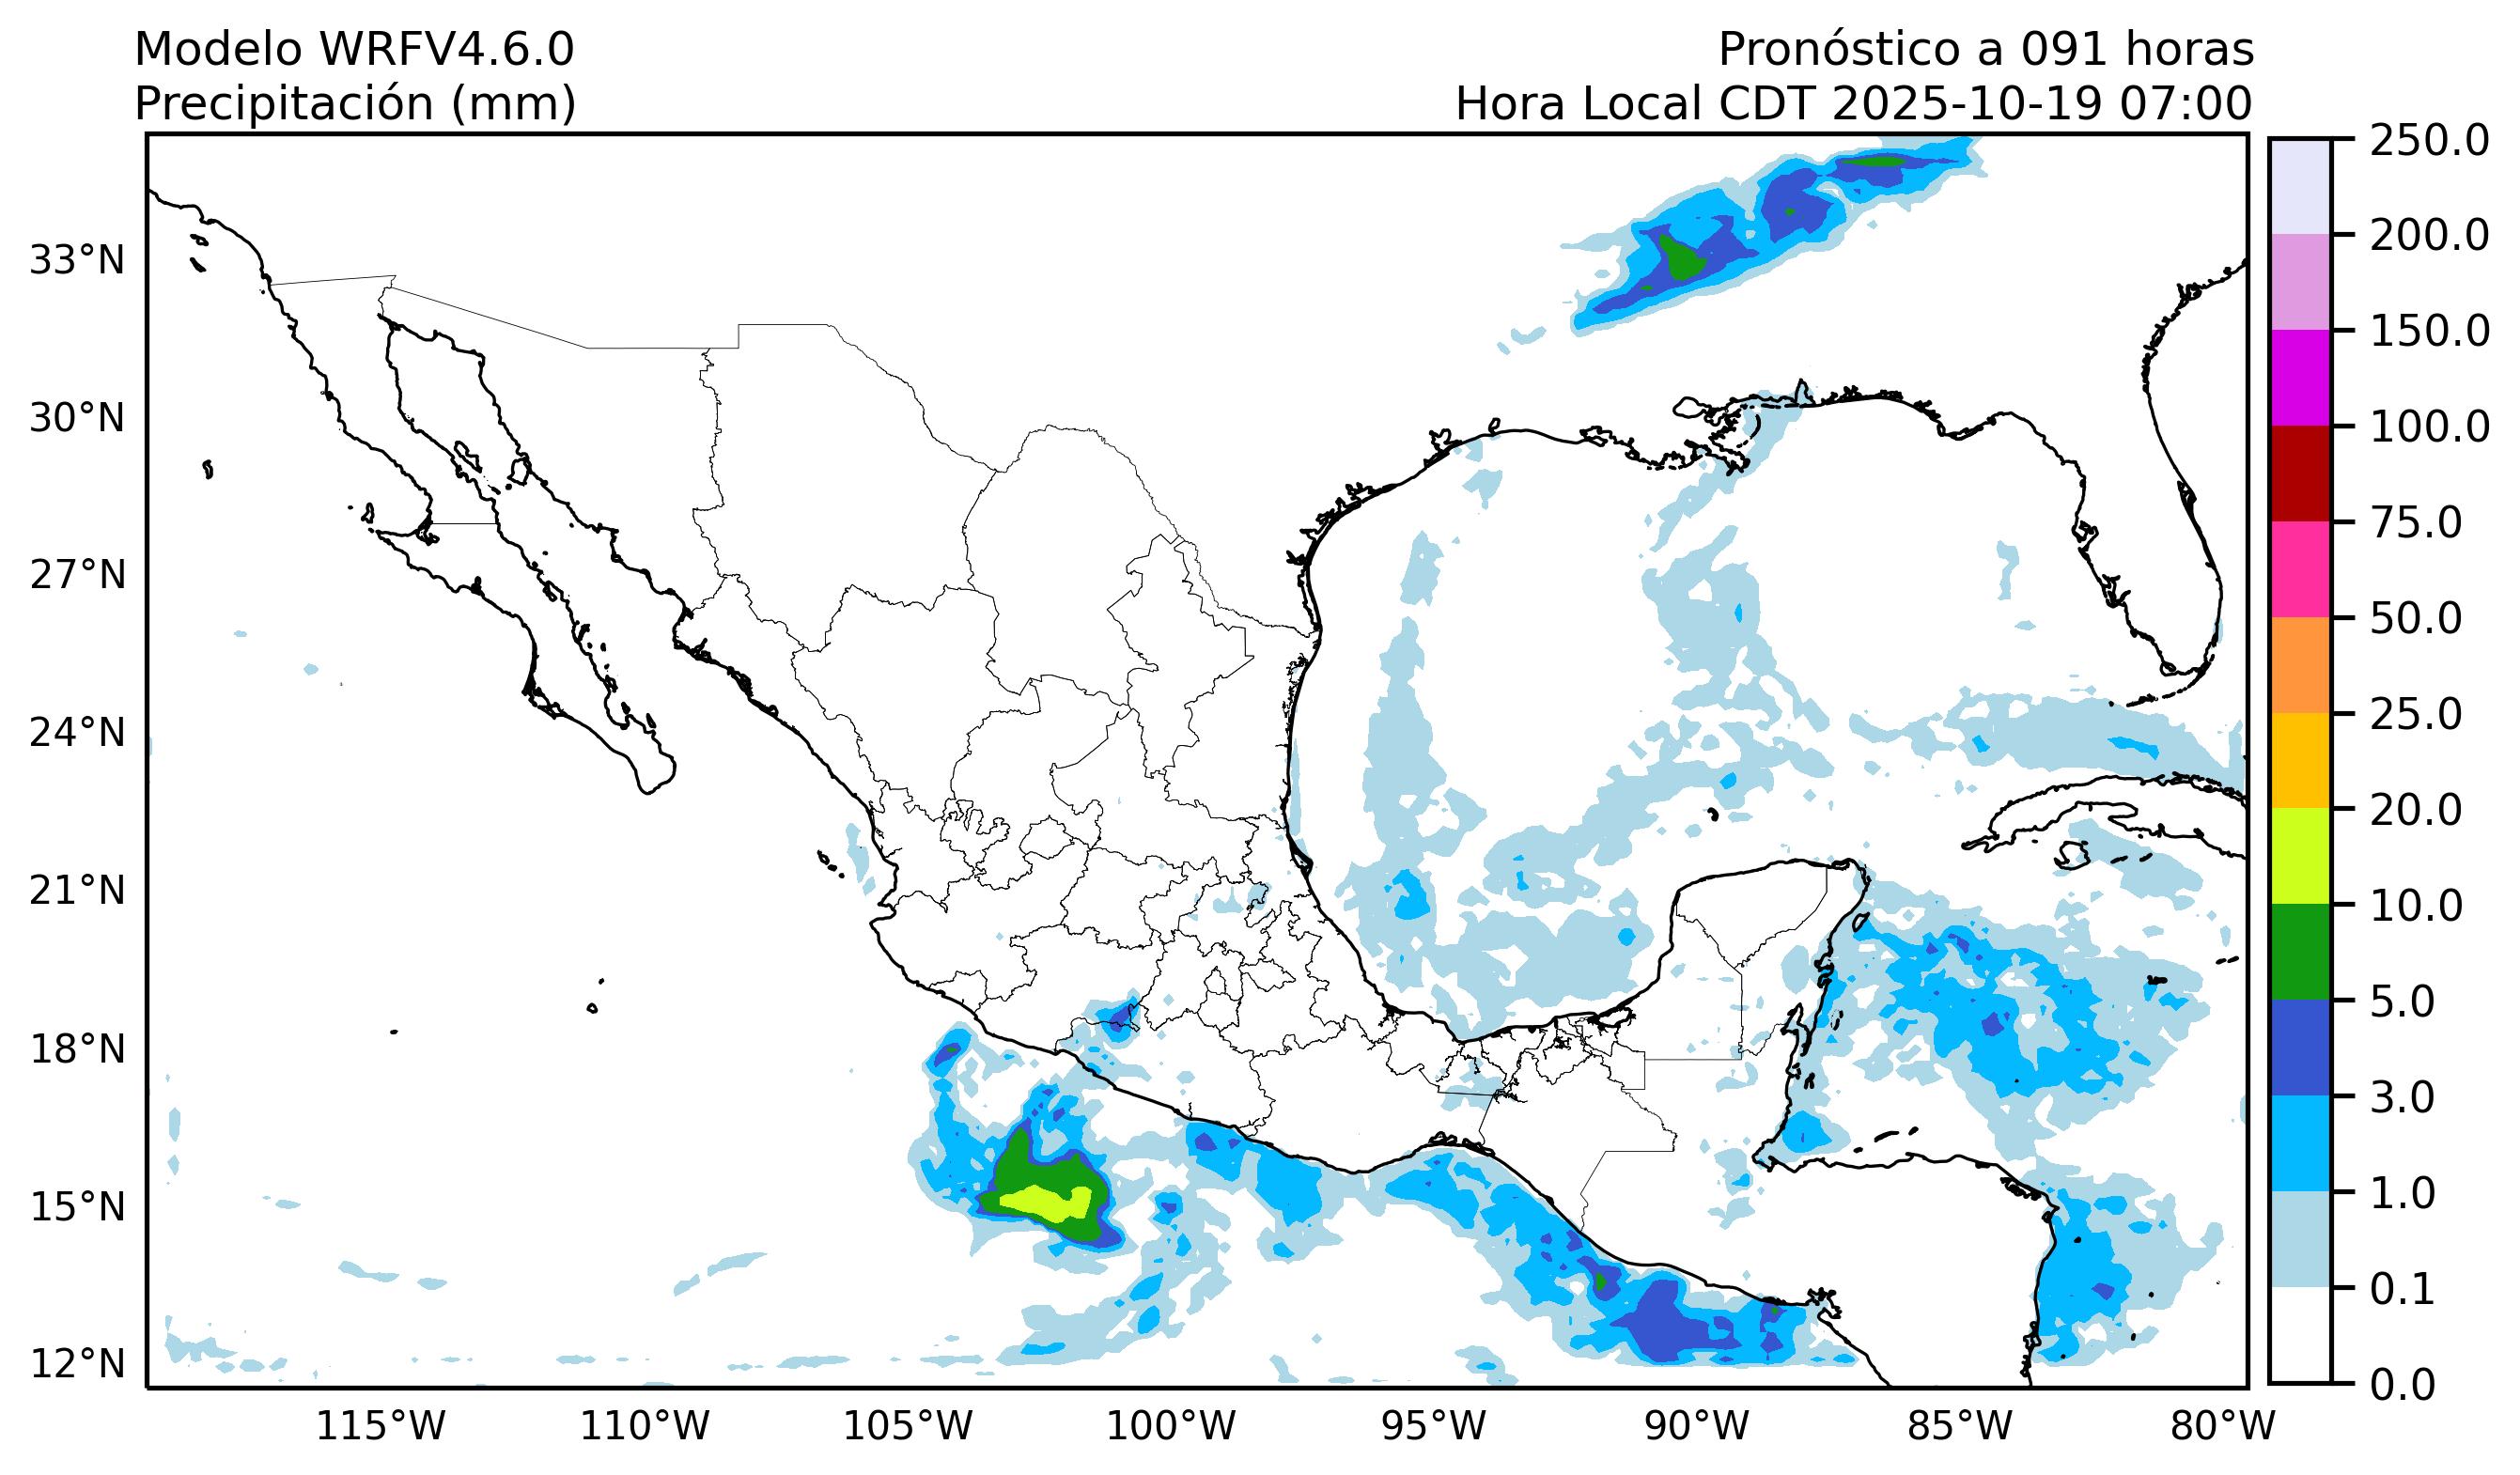 Modelo WRFV4.6.0
Precipitación (mm)
Pronóstico a 091 horas
Hora Local CDT 2025-10-19 07:00
33°N
30°N
27°N
24°N
21°N
18°N
15°N
12°N
115°W
110°W
105°W
100°W
95°W
90°W
85°W
80°W
250.0
200.0
150.0
100.0
75.0
50.0
25.0
20.0
10.0
5.0
3.0
1.0
0.1
0.0